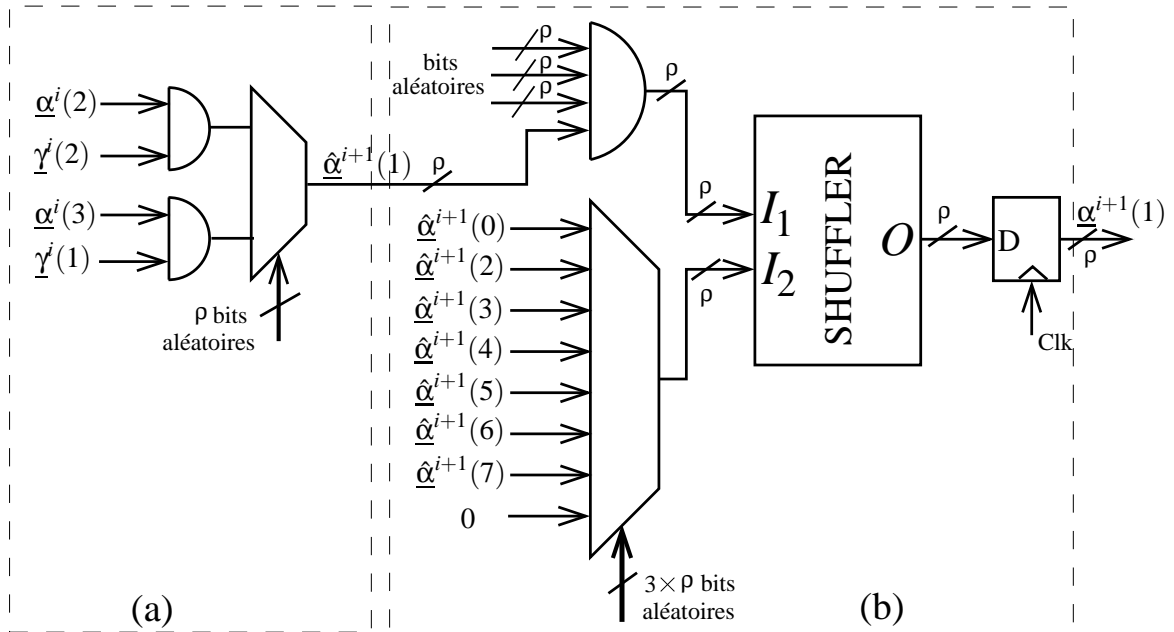 α^i(2)
γ^i(2)
α^i(3)
γ^i(1)
ρ bits
aléatoires
(a)
α̂^{i+1}(1)
ρ
bits
aléatoires
ρ
ρ
ρ
ρ
α̂^{i+1}(0)
α̂^{i+1}(2)
α̂^{i+1}(3)
α̂^{i+1}(4)
α̂^{i+1}(5)
α̂^{i+1}(6)
α̂^{i+1}(7)
0
3× ρ bits
aléatoires
ρ
ρ
I₁
I₂
SHUFFLER
O
ρ
D
Clk
α^{i+1}(1)
ρ
(b)